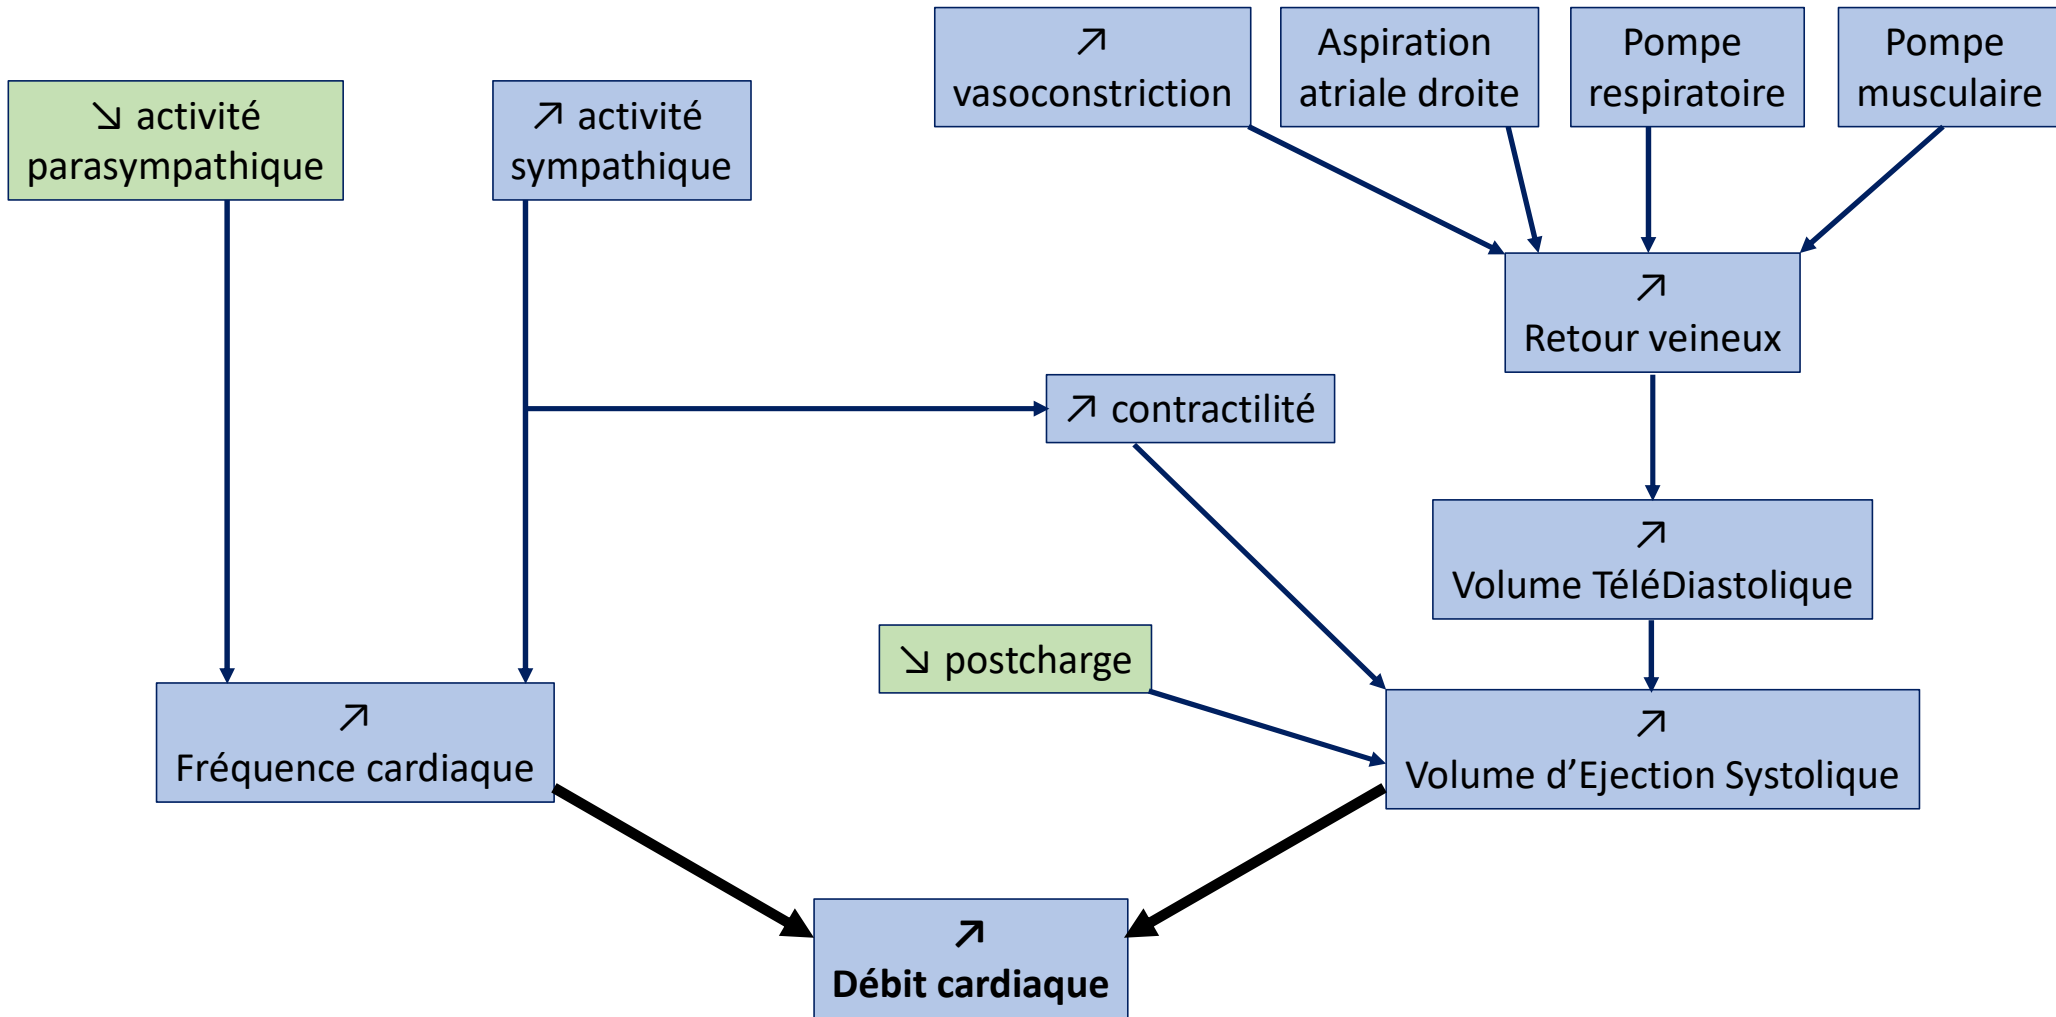 ↘ activité
parasympathique
↗ activité
sympathique
↗
vasoconstriction
Aspiration
atriale droite
Pompe
respiratoire
Pompe
musculaire
↗
Retour veineux
↗ contractilité
↗
Volume TéléDiastolique
↘ postcharge
↗
Fréquence cardiaque
↗
Volume d’Ejection Systolique
↗
Débit cardiaque